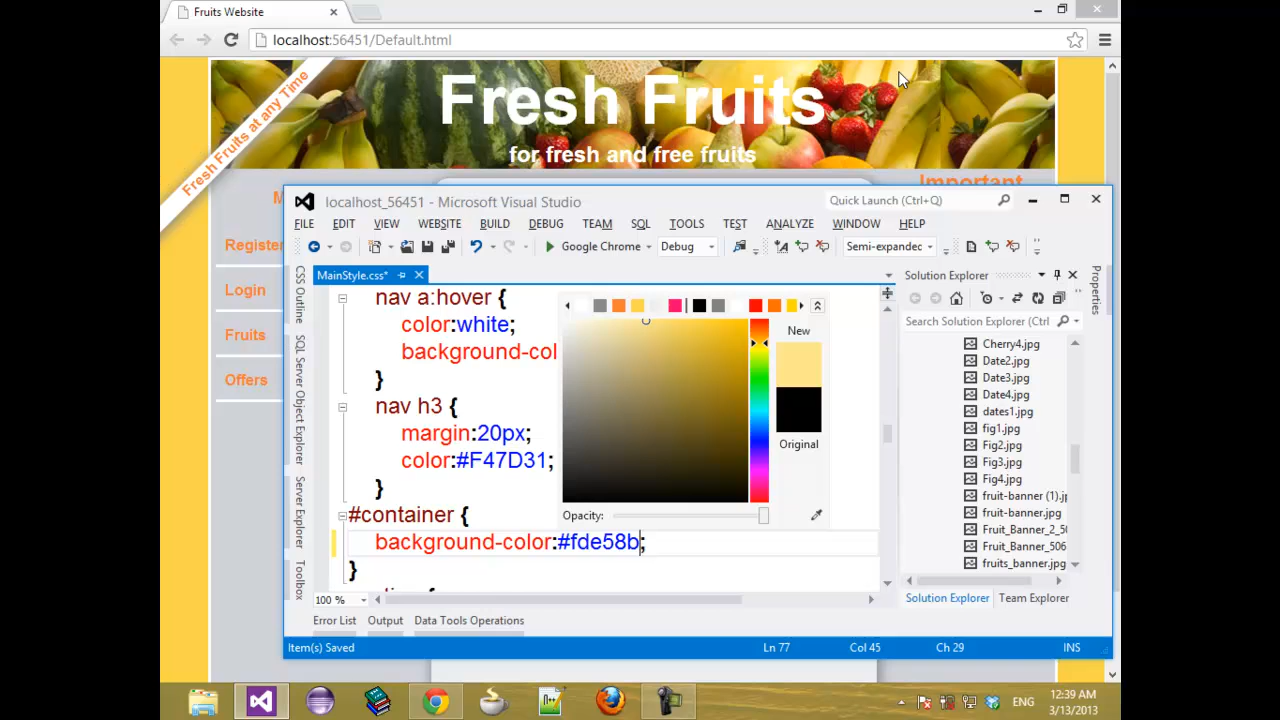 Fruits Website
localhost:56451/Default.html
Fresh Fruits at any Time
Fresh Fruits
for fresh and free fruits
Important
Register
Login
Fruits
Offers
localhost_56451 - Microsoft Visual Studio
Quick Launch (Ctrl+Q)
FILE EDIT VIEW WEBSITE BUILD DEBUG TEAM SQL TOOLS TEST ANALYZE WINDOW HELP
Google Chrome Debug Semi-expanded
MainStyle.css*
CSS Outline
SQL Server Object Explorer
Server Explorer
Toolbox
nav a:hover {
color:white;
background-col
}
nav h3 {
margin:20px;
color:#F47D31;
}
#container {
background-color:#fde58b;
}
New
Original
Opacity:
100 %
Solution Explorer
Search Solution Explorer (Ctrl
Cherry4.jpg
Date2.jpg
Date3.jpg
Date4.jpg
dates1.jpg
fig1.jpg
Fig2.jpg
Fig3.jpg
Fig4.jpg
fruit-banner (1).jp
fruit-banner.jpg
Fruit_Banner_2_50
Fruit_Banner_506
fruits_banner.jpg
Solution Explorer Team Explorer
Properties
Error List Output Data Tools Operations
Item(s) Saved Ln 77 Col 45 Ch 29 INS
ENG
12:39 AM
3/13/2013